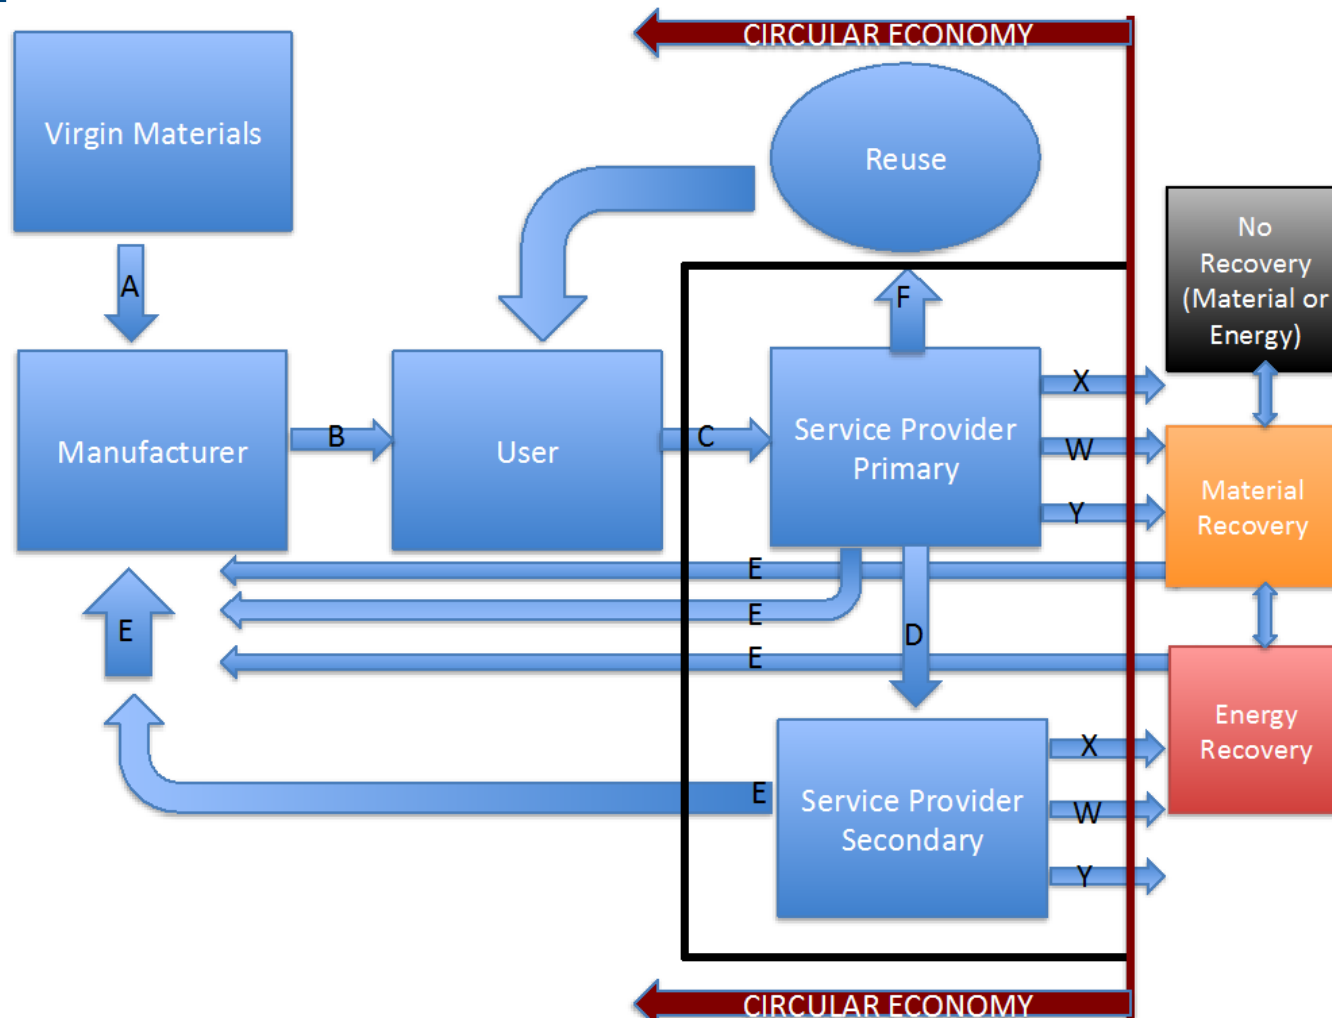 CIRCULAR ECONOMY
Virgin Materials
Reuse
No
Recovery
(Material or
Energy)
A
F
Manufacturer
B
User
C
Service Provider
Primary
X
W
Y
Material
Recovery
E
E
E
E
D
Energy
Recovery
E
Service Provider
Secondary
X
W
Y
CIRCULAR ECONOMY